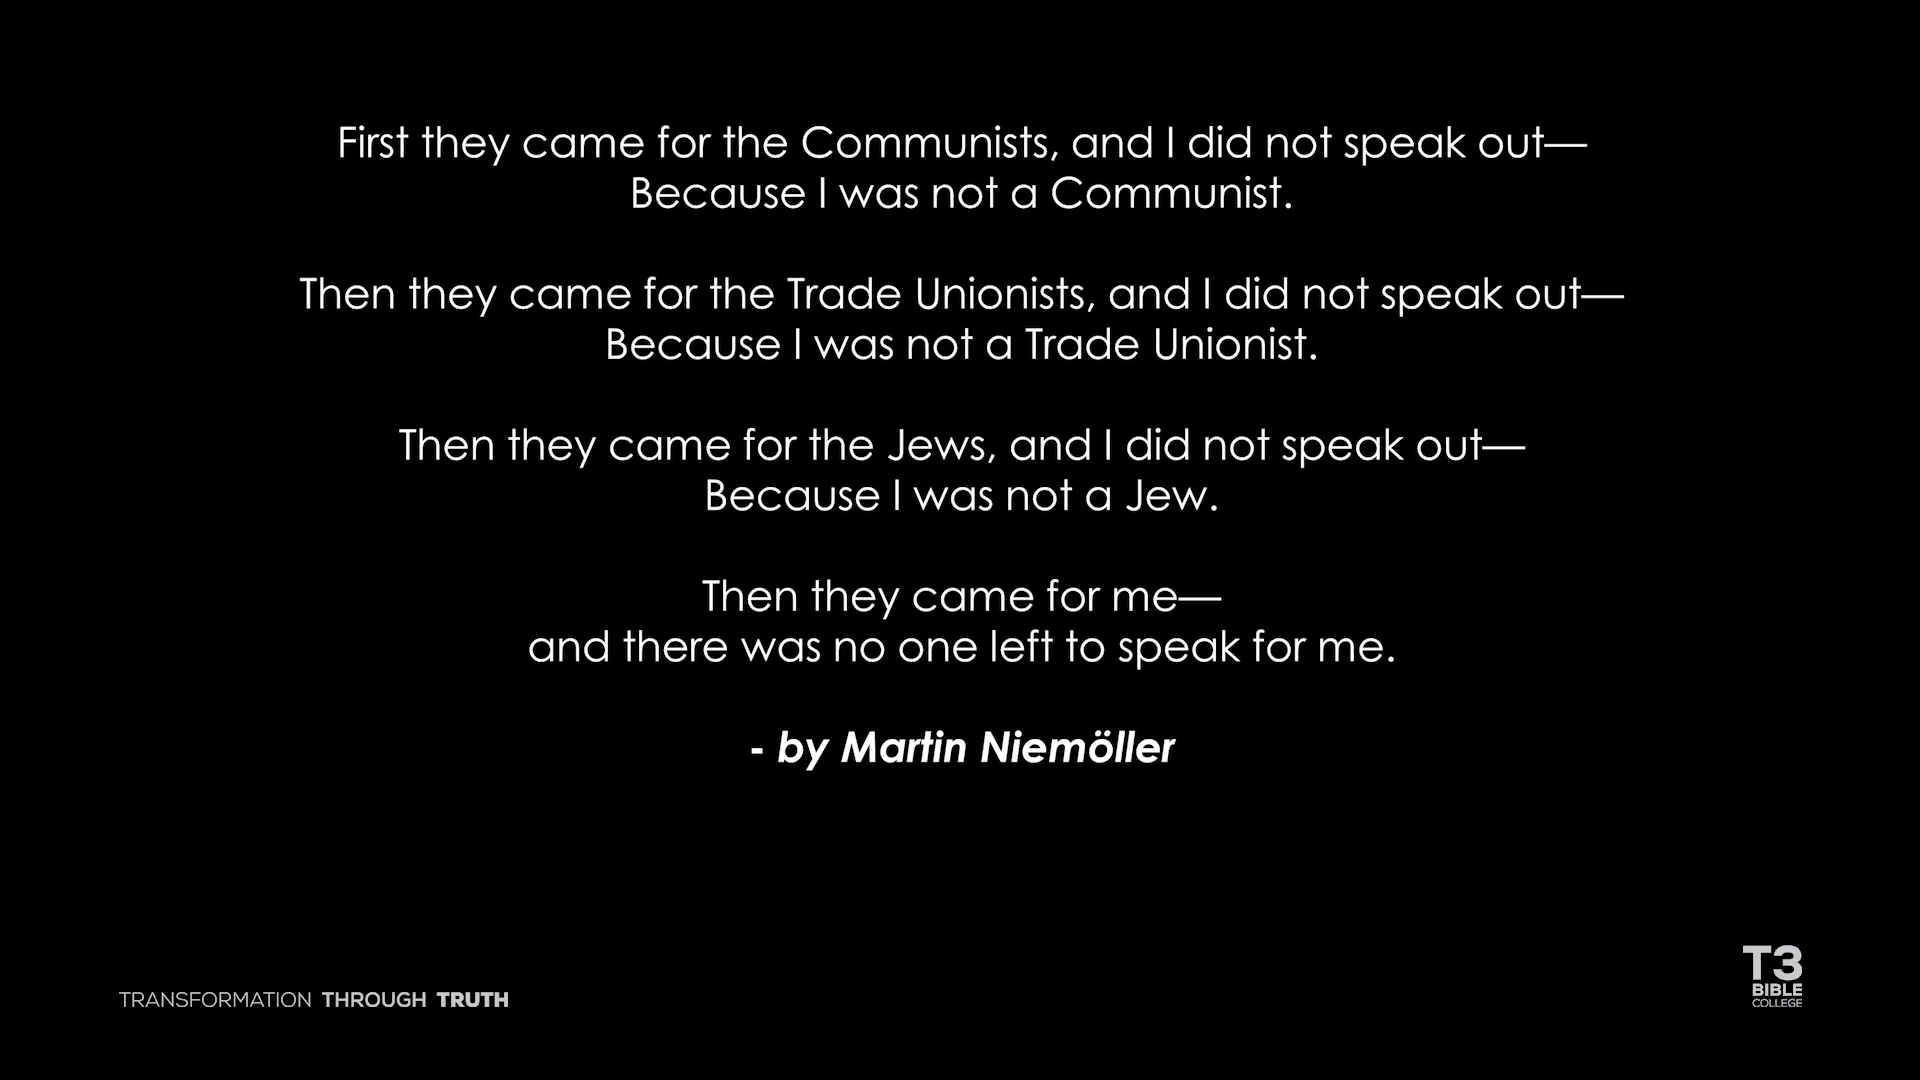 First they came for the Communists, and I did not speak out—
Because I was not a Communist.
Then they came for the Trade Unionists, and I did not speak out—
Because I was not a Trade Unionist.
Then they came for the Jews, and I did not speak out—
Because I was not a Jew.
Then they came for me—
and there was no one left to speak for me.
- by Martin Niemöller
TRANSFORMATION THROUGH TRUTH
T3
BIBLE
COLLEGE